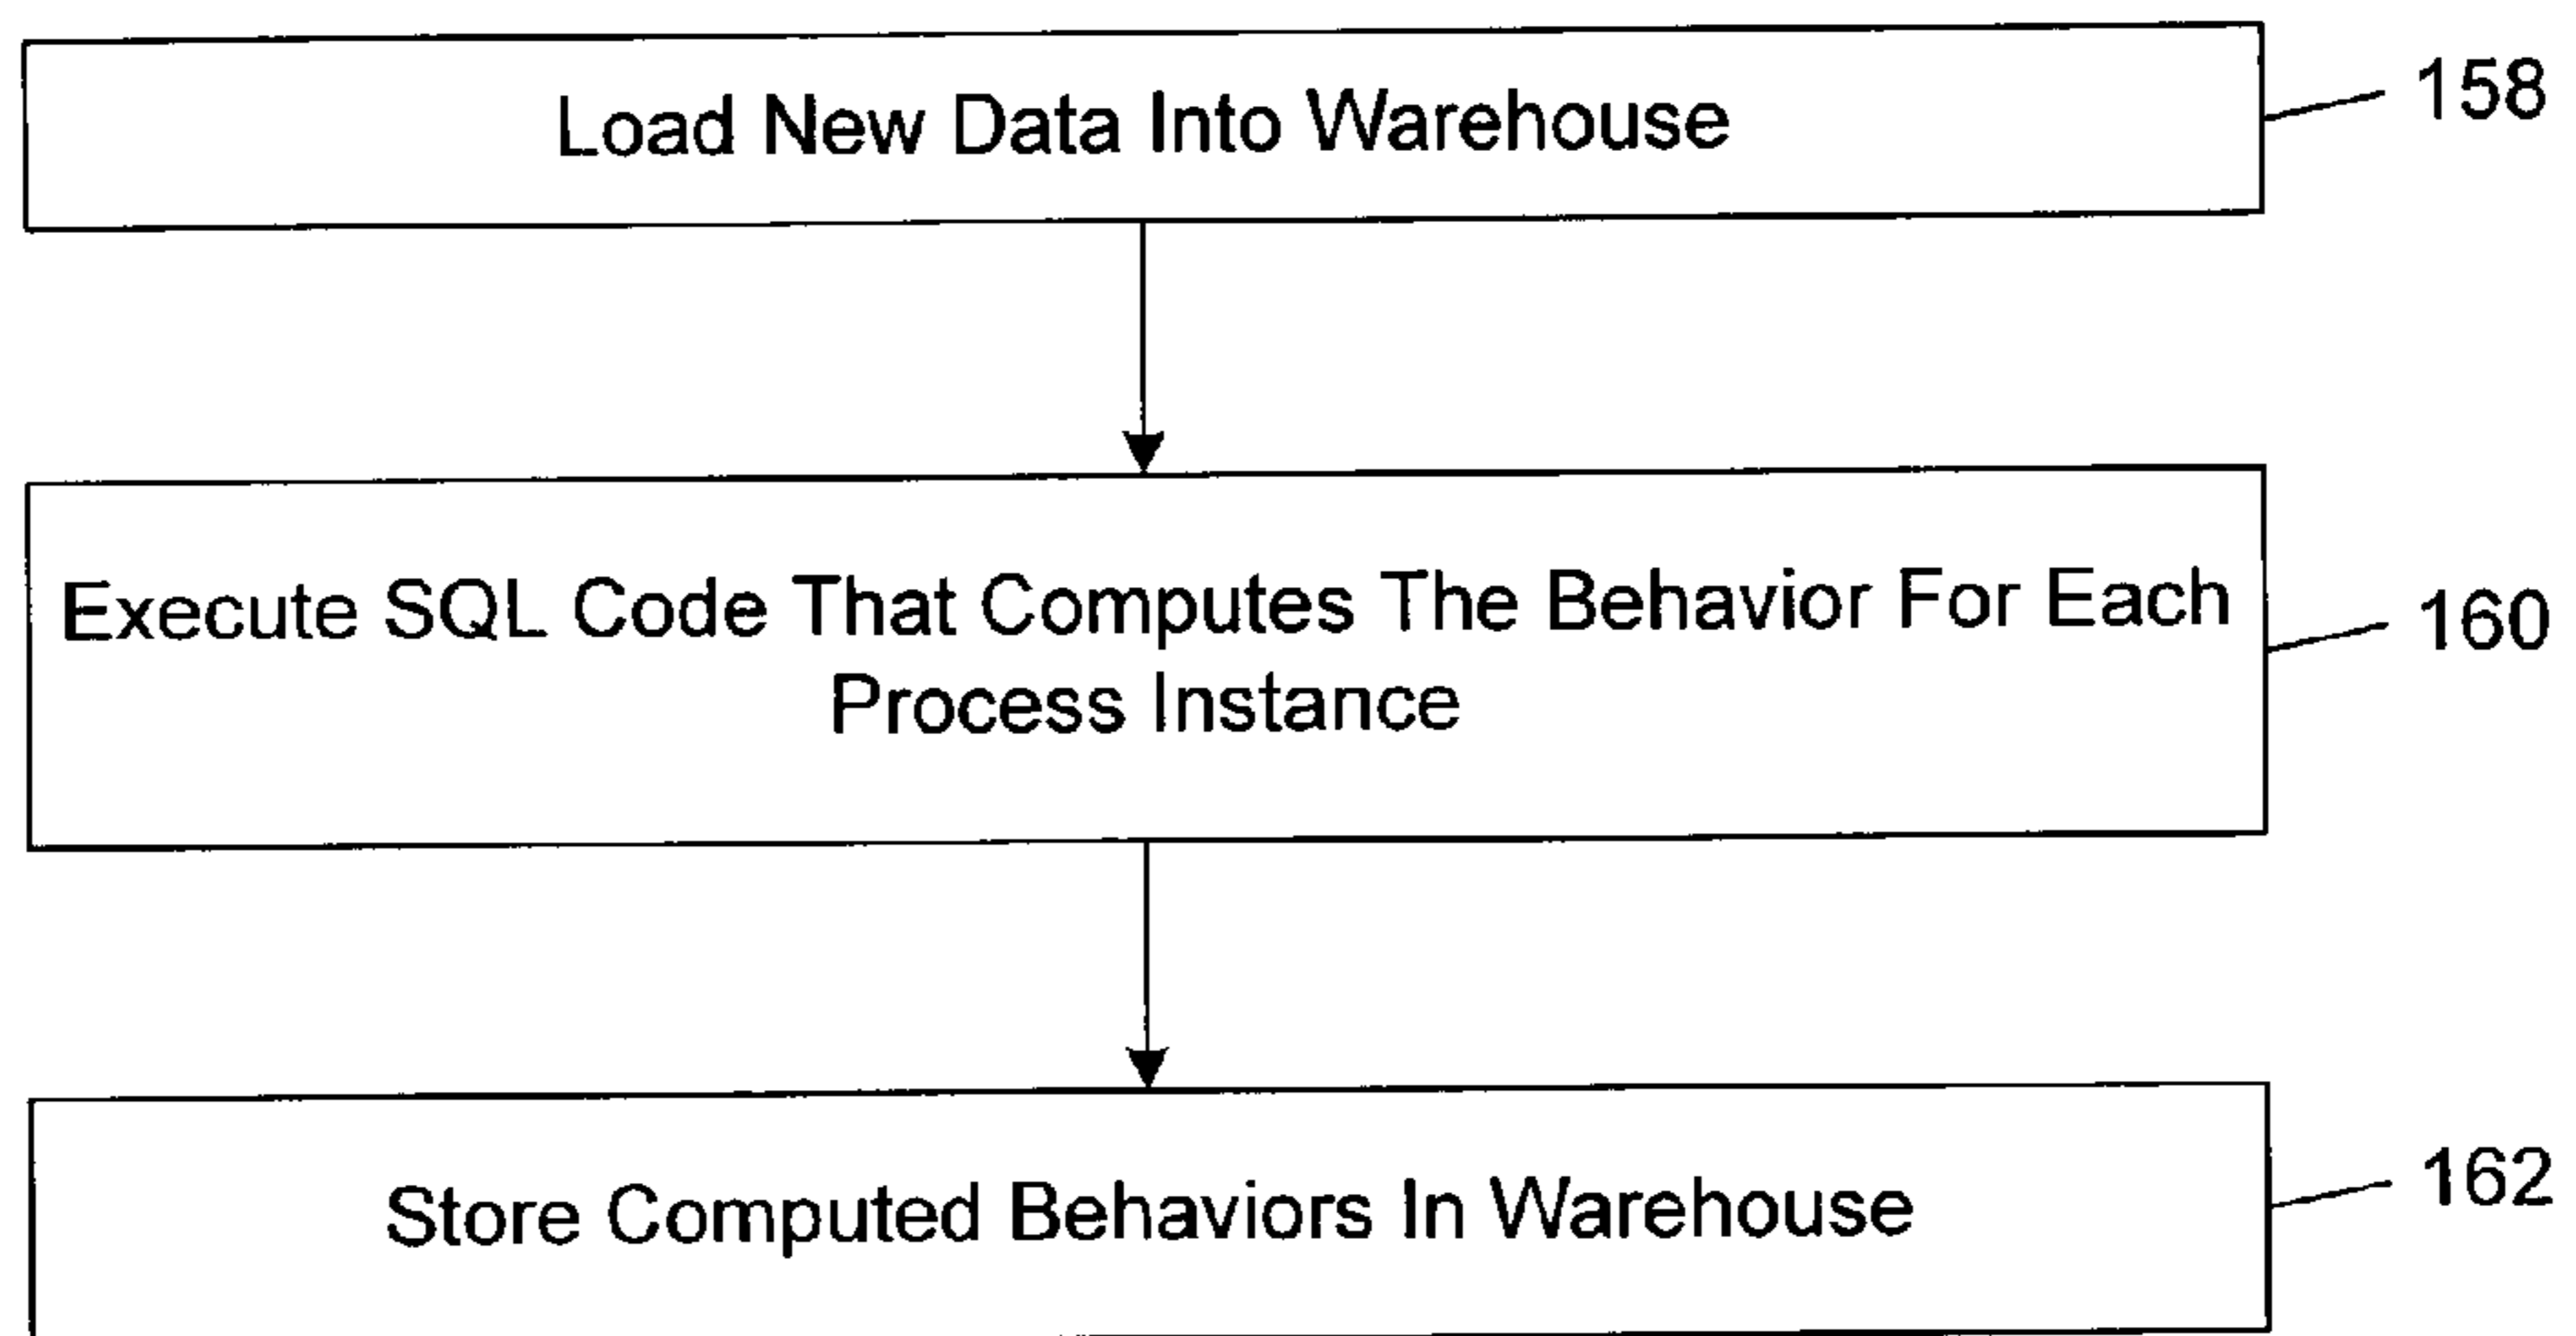 Load New Data Into Warehouse
158
Execute SQL Code That Computes The Behavior For Each
Process Instance
160
Store Computed Behaviors In Warehouse
162